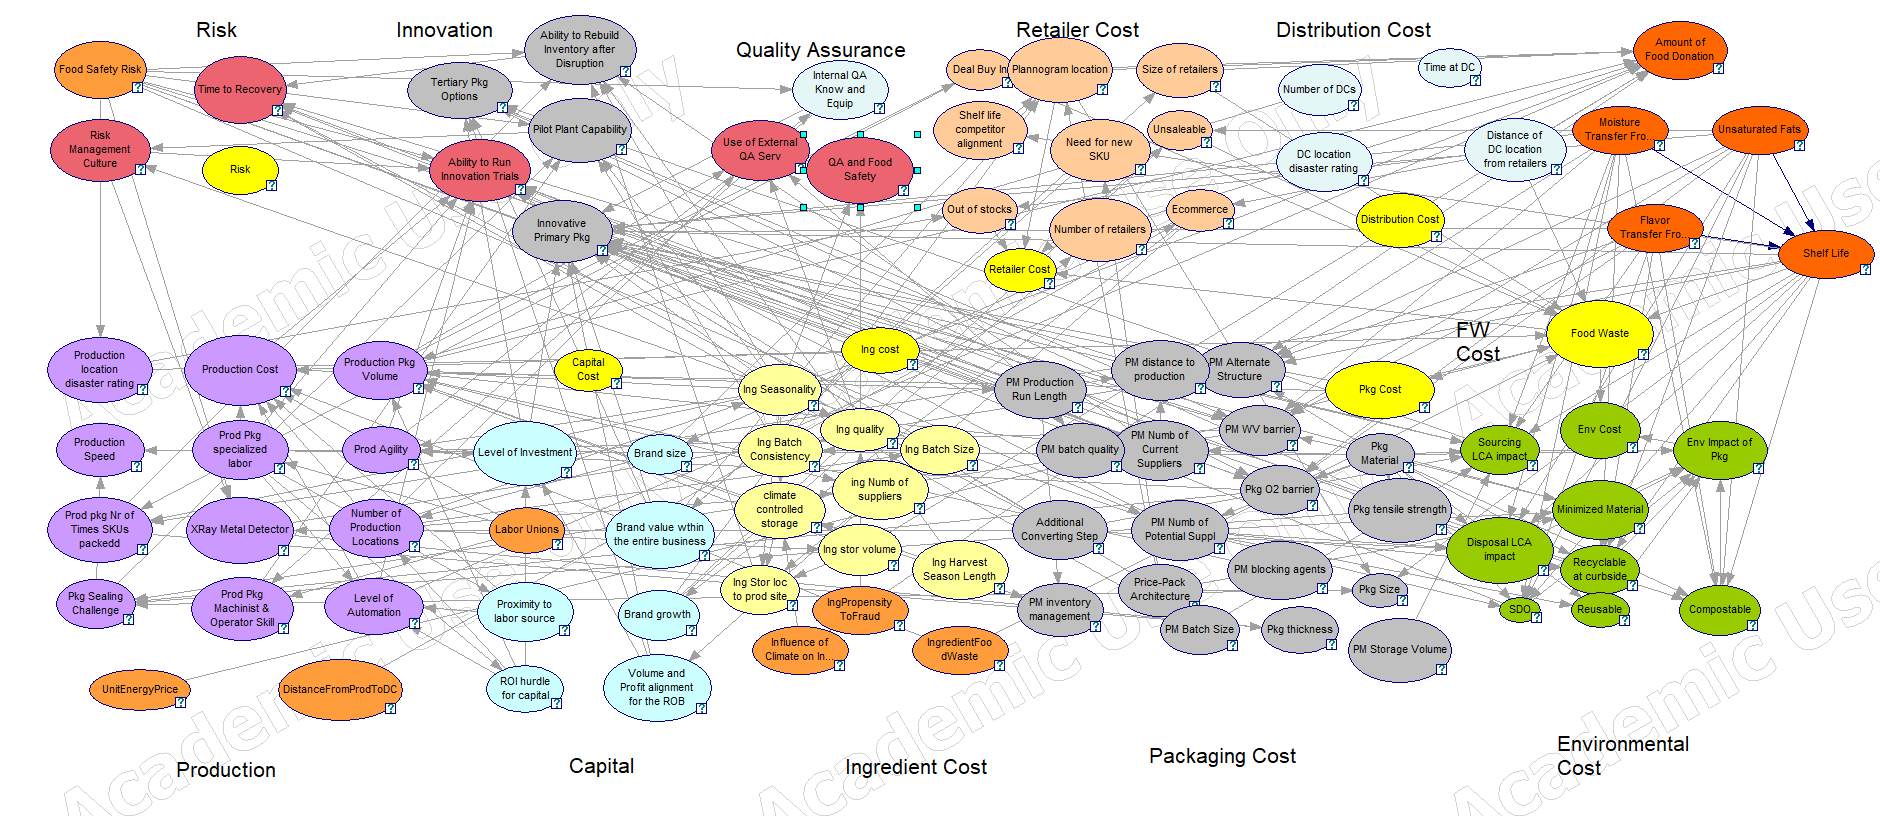 Risk
Innovation
Quality Assurance
Retailer Cost
Distribution Cost
Food Safety Risk
Time to Recovery
Tertiary Pkg
Options
Ability to Rebuild
Inventory after
Disruption
Internal QA
Know and
Equip
Deal Buy In
Plannogram location
Size of retailers
Number of DCs
Time at DC
Amount of
Food Donation
Risk
Management
Culture
Risk
Ability to Run
Innovation Trials
Pilot Plant Capability
Use of External
QA Serv
QA and Food
Safety
Shelf life
competitor
alignment
Need for new
SKU
Unsaleable
DC location
disaster rating
Distance of
DC location
from retailers
Moisture
Transfer Fro...
Unsaturated Fats
Innovative
Primary Pkg
Out of stocks
Number of retailers
Ecommerce
Distribution Cost
Flavor
Transfer Fro...
Shelf Life
Retailer Cost
FW
Cost
Food Waste
Production
location
disaster rating
Production Cost
Production Pkg
Volume
Capital
Cost
Ing cost
Ing Seasonality
PM Production
Run Length
PM distance to
production
PM Alternate
Structure
Pkg Cost
Production
Speed
Prod Pkg
specialized
labor
Prod Agility
Level of Investment
Brand size
Ing Batch
Consistency
Ing quality
Ing Batch Size
PM batch quality
PM Numb of
Current
Suppliers
PM WV barrier
Pkg
Material
Sourcing
LCA impact
Env Cost
Env Impact of
Pkg
Prod pkg Nr of
Times SKUs
packedd
XRay Metal Detector
Number of
Production
Locations
Labor Unions
Brand value wthin
the entire business
climate
controlled
storage
ing Numb of
suppliers
Additional
Converting Step
PM Numb of
Potential Suppl
Pkg O2 barrier
Pkg tensile strength
Minimized Material
Disposal LCA
impact
Ing stor volume
Ing Harvest
Season Length
Recyclable
at curbside
Pkg Sealing
Challenge
Prod Pkg
Machinist &
Operator Skill
Level of
Automation
Proximity to
labor source
Brand growth
Ing Stor loc
to prod site
IngPropensity
ToFraud
PM inventory
management
Price-Pack
Architecture
PM blocking agents
Pkg Size
SDO
Reusable
Compostable
Influence of
Climate on In...
IngredientFoo
dWaste
PM Batch Size
Pkg thickness
PM Storage Volume
UnitEnergyPrice
DistanceFromProdToDC
ROI hurdle
for capital
Volume and
Profit alignment
for the ROB
Production
Capital
Ingredient Cost
Packaging Cost
Environmental
Cost